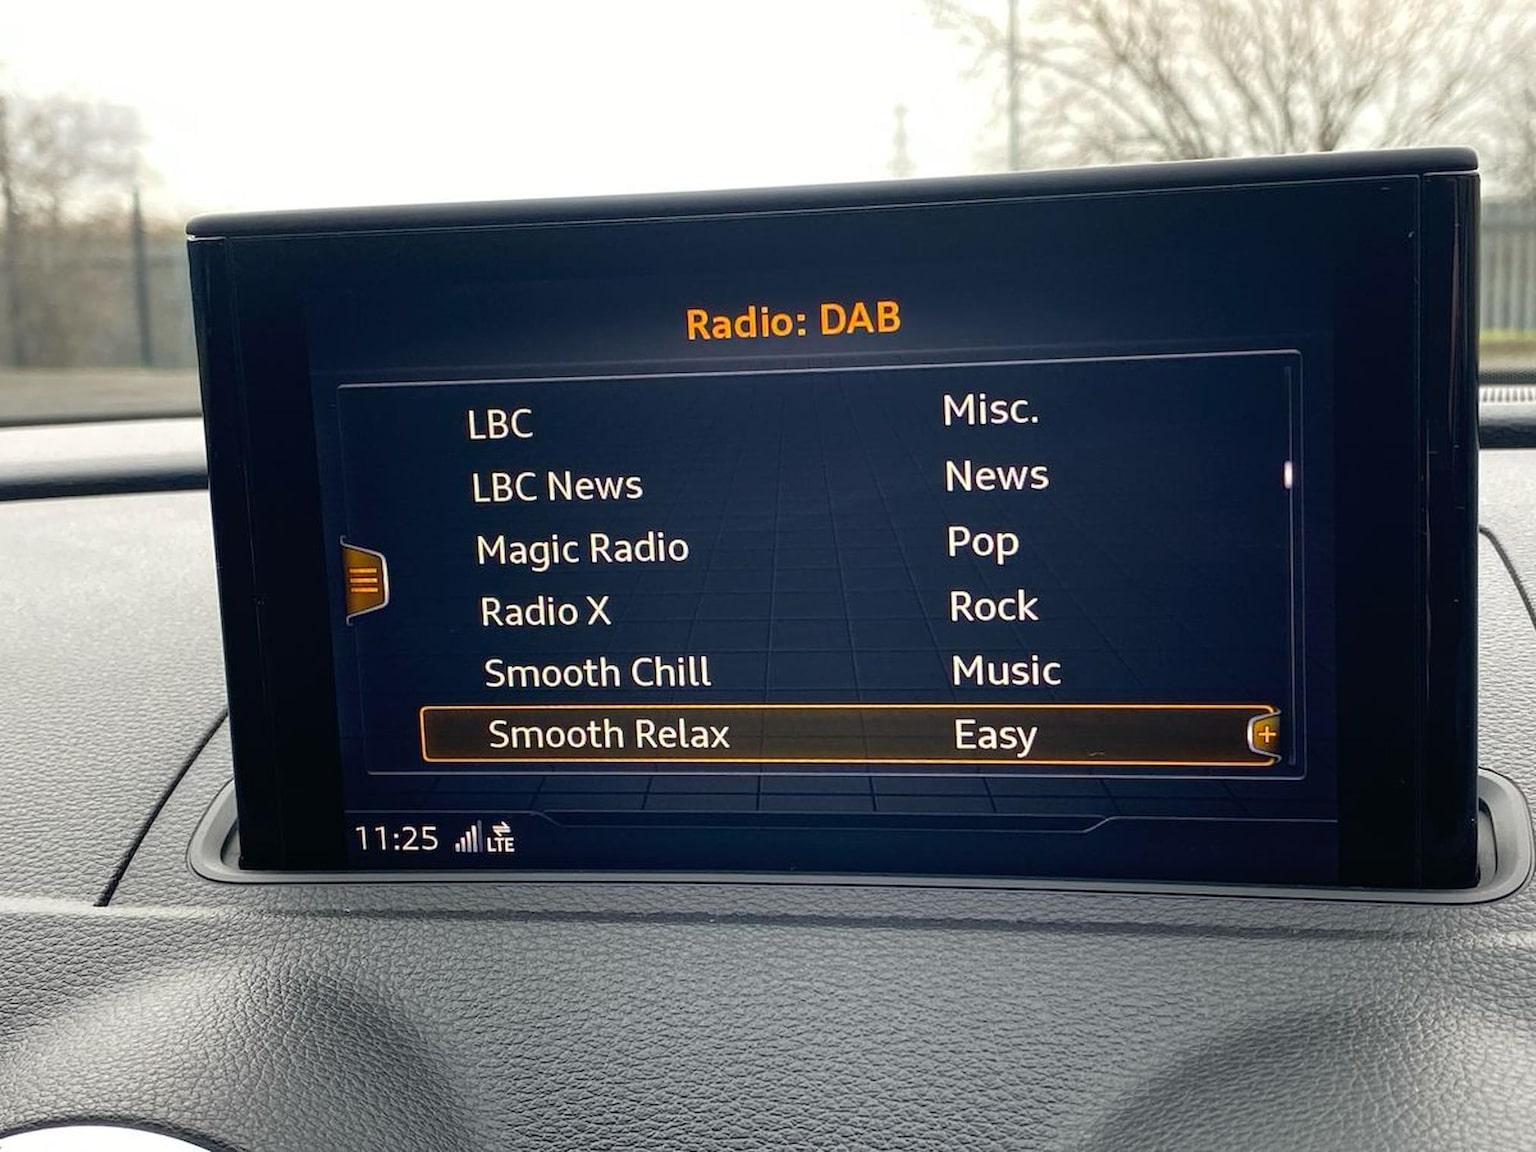 Radio: DAB
LBC Misc.
LBC News News
Magic Radio Pop
Radio X Rock
Smooth Chill Music
Smooth Relax Easy
11:25 LTE